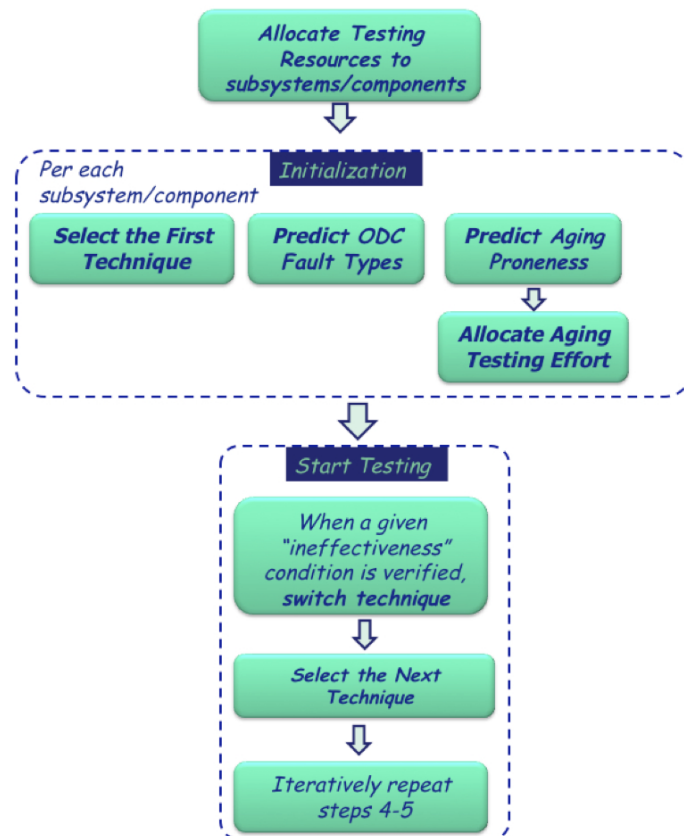 Allocate Testing
Resources to
subsystems/components
Initialization
Per each
subsystem/component
Select the First
Technique
Predict ODC
Fault Types
Predict Aging
Proneness
Allocate Aging
Testing Effort
Start Testing
When a given
“ineffectiveness”
condition is verified,
switch technique
Select the Next
Technique
Iteratively repeat
steps 4-5